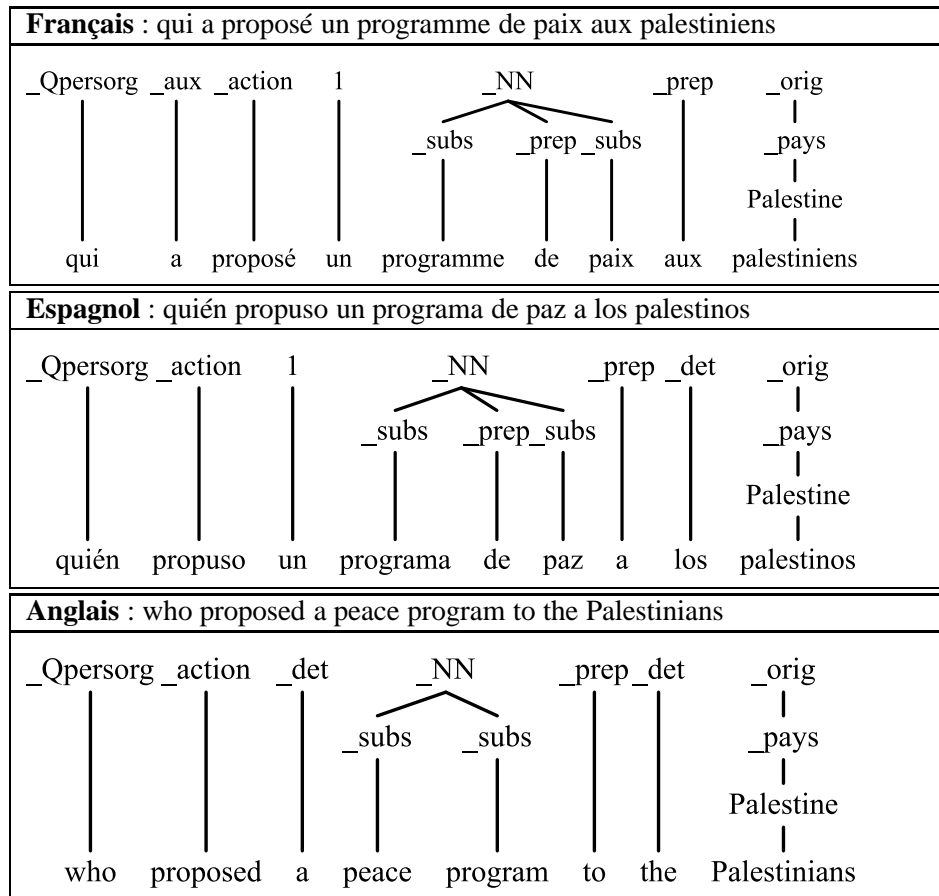 Français : qui a proposé un programme de paix aux palestiniens
_Qpersorg _aux _action 1 _NN _prep _orig
_subs _prep _subs _pays
Palestine
qui a proposé un programme de paix aux palestiniens
Espagnol : quién propuso un programa de paz a los palestinos
_Qpersorg _action 1 _NN _prep _det _orig
_subs _prep _subs _pays
Palestine
quién propuso un programa de paz a los palestinos
Anglais : who proposed a peace program to the Palestinians
_Qpersorg _action _det _NN _prep _det _orig
_subs _subs _pays
Palestine
who proposed a peace program to the Palestinians